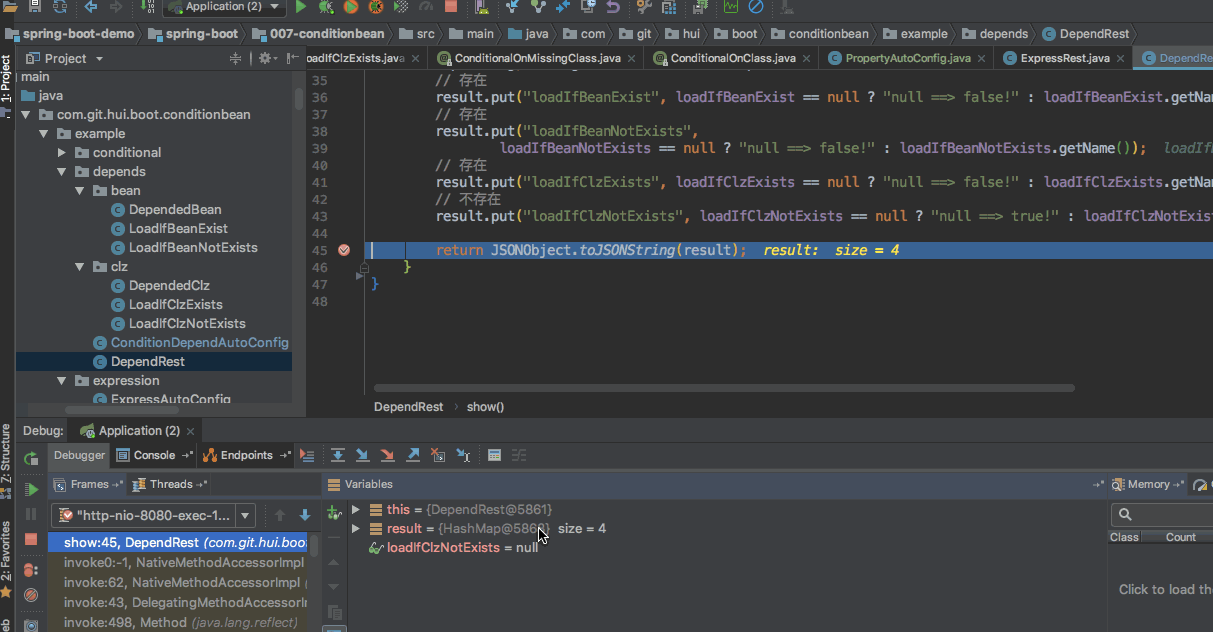 Application (2)
spring-boot-demo spring-boot 007-conditionbean src main java com git hui boot conditionbean example depends DependRest
1: Project
Project
oadIfClzExists.java ConditionalOnMissingClass.java ConditionalOnClass.java PropertyAutoConfig.java ExpressRest.java DependRe
main
java
com.git.hui.boot.conditionbean
example
conditional
depends
bean
DependedBean
LoadIfBeanExist
LoadIfBeanNotExists
clz
DependedClz
LoadIfClzExists
LoadIfClzNotExists
ConditionDependAutoConfig
DependRest
expression
ExpressAutoConfig
35 // 存在
36 result.put("loadIfBeanExist", loadIfBeanExist == null ? "null ==> false!" : loadIfBeanExist.getNam
37 // 存在
38 result.put("loadIfBeanNotExists",
39 loadIfBeanNotExists == null ? "null ==> false!" : loadIfBeanNotExists.getName()); loadIf
40 // 存在
41 result.put("loadIfClzExists", loadIfClzExists == null ? "null ==> false!" : loadIfClzExists.getNa
42 // 不存在
43 result.put("loadIfClzNotExists", loadIfClzNotExists == null ? "null ==> true!" : loadIfClzNotExist
44
45 return JSONObject.toJSONString(result); result: size = 4
46 }
47 }
48
DependRest show()
Debug: Application (2)
Debugger Console Endpoints
Frames Threads
Variables
Memory
"http-nio-8080-exec-1...
show:45, DependRest (com.git.hui.boot
invoke0:-1, NativeMethodAccessorImpl
invoke:62, NativeMethodAccessorImpl
invoke:43, DelegatingMethodAccessorI
invoke:498, Method (java.lang.reflect)
this = {DependRest@5861}
result = {HashMap@586 } size = 4
loadIfClzNotExists = null
Class Count
Click to load the
Z: Structure
2: Favorites
eb